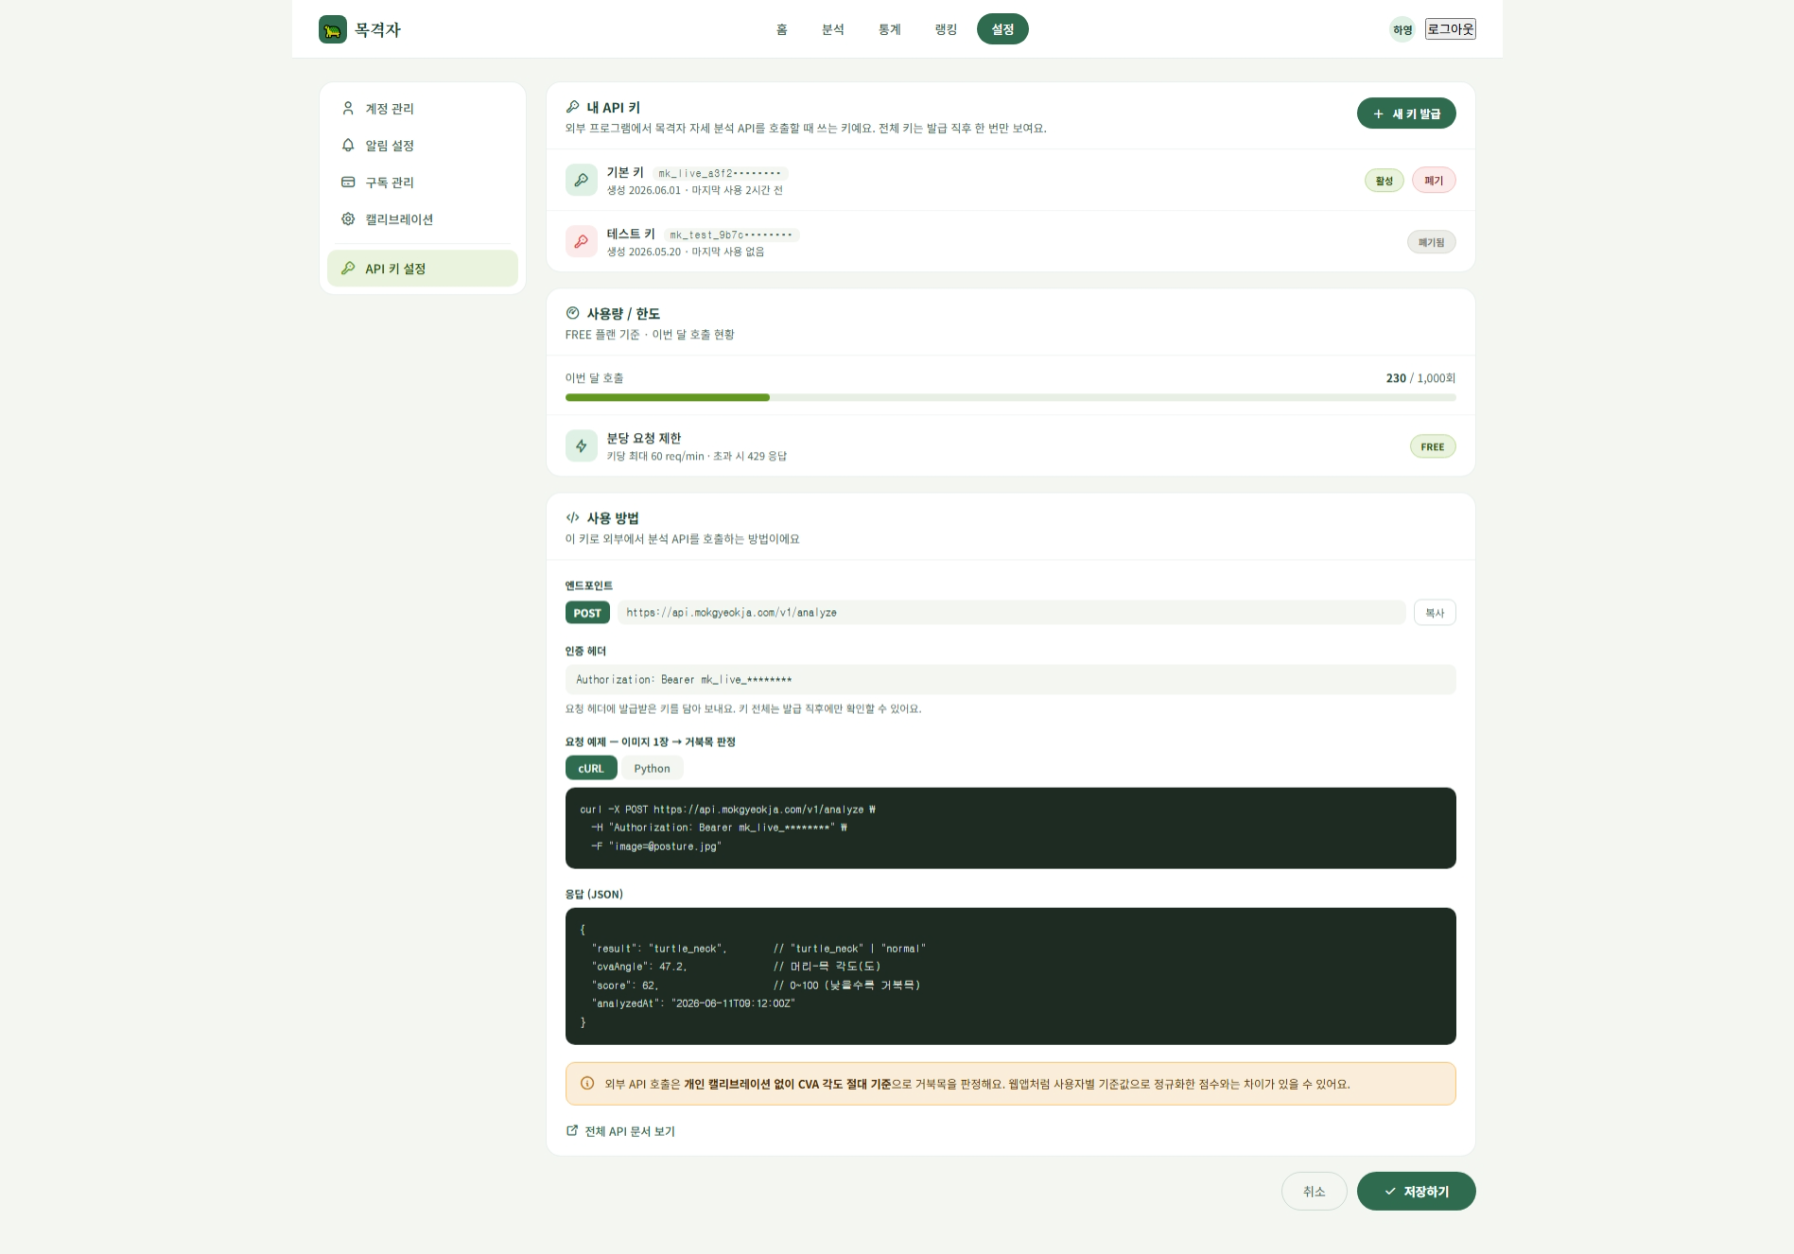 목격자
홈 분석 통계 랭킹 설정
하영 로그아웃
계정 관리
알림 설정
구독 관리
캘리브레이션
API 키 설정
내 API 키
외부 프로그램에서 목격자 자세 분석 API를 호출할 때 쓰는 키예요. 전체 키는 발급 직후 한 번만 보여요.
+ 새 키 발급
기본 키 mk_live_a3f2••••••••
생성 2026.06.01 · 마지막 사용 2시간 전
활성 폐기
테스트 키 mk_test_9b7c••••••••
생성 2026.05.20 · 마지막 사용 없음
폐기됨
사용량 / 한도
FREE 플랜 기준 · 이번 달 호출 현황
이번 달 호출 230 / 1,000회
분당 요청 제한
키당 최대 60 req/min · 초과 시 429 응답
FREE
</> 사용 방법
이 키로 외부에서 분석 API를 호출하는 방법이에요
엔드포인트
POST https://api.mokgyeokja.com/v1/analyze 복사
인증 헤더
Authorization: Bearer mk_live_********
요청 헤더에 발급받은 키를 담아 보내요. 키 전체는 발급 직후에만 확인할 수 있어요.
요청 예제 — 이미지 1장 → 거북목 판정
cURL Python
curl -X POST https://api.mokgyeokja.com/v1/analyze ₩
-H "Authorization: Bearer mk_live_********" ₩
-F "image=@posture.jpg"
응답 (JSON)
{
"result": "turtle_neck", // "turtle_neck" | "normal"
"cvaAngle": 47.2, // 머리-목 각도(도)
"score": 62, // 0~100 (낮을수록 거북목)
"analyzedAt": "2026-06-11T09:12:00Z"
}
외부 API 호출은 개인 캘리브레이션 없이 CVA 각도 절대 기준으로 거북목을 판정해요. 웹앱처럼 사용자별 기준값으로 정규화한 점수와는 차이가 있을 수 있어요.
전체 API 문서 보기
취소 저장하기